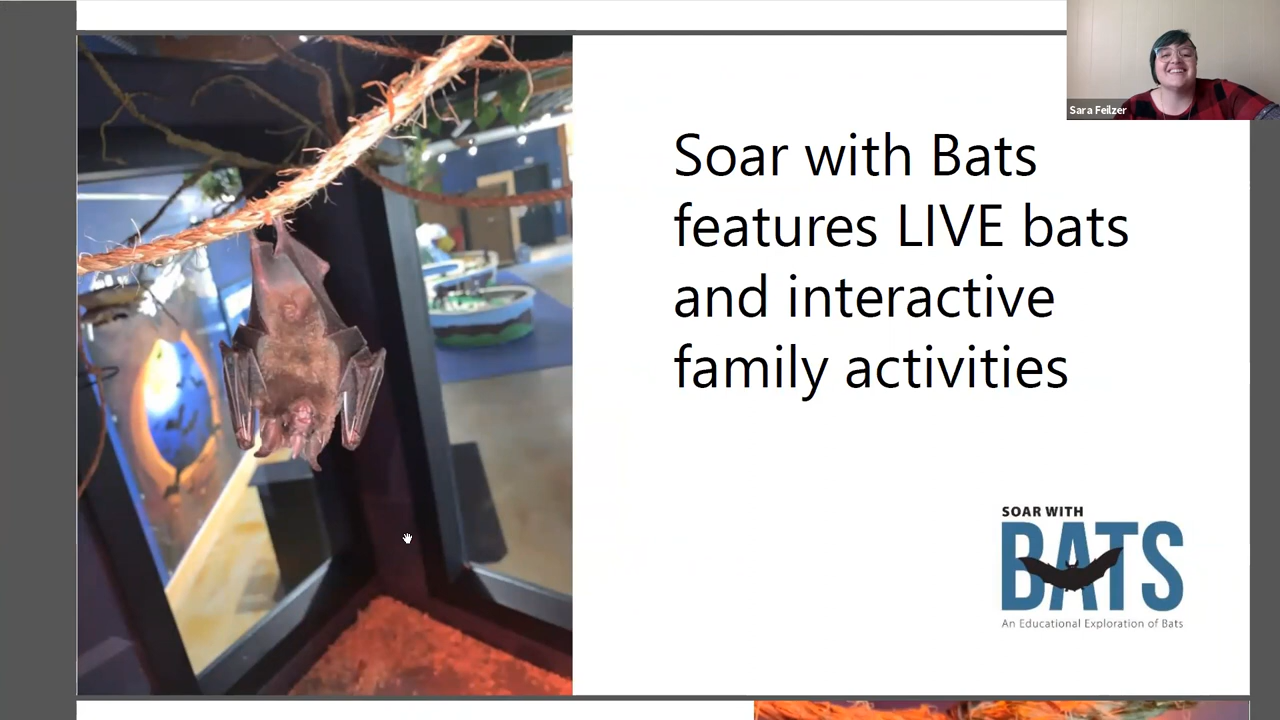 Sara Feilzer
Soar with Bats
features LIVE bats
and interactive
family activities
SOAR WITH
BATS
An Educational Exploration of Bats